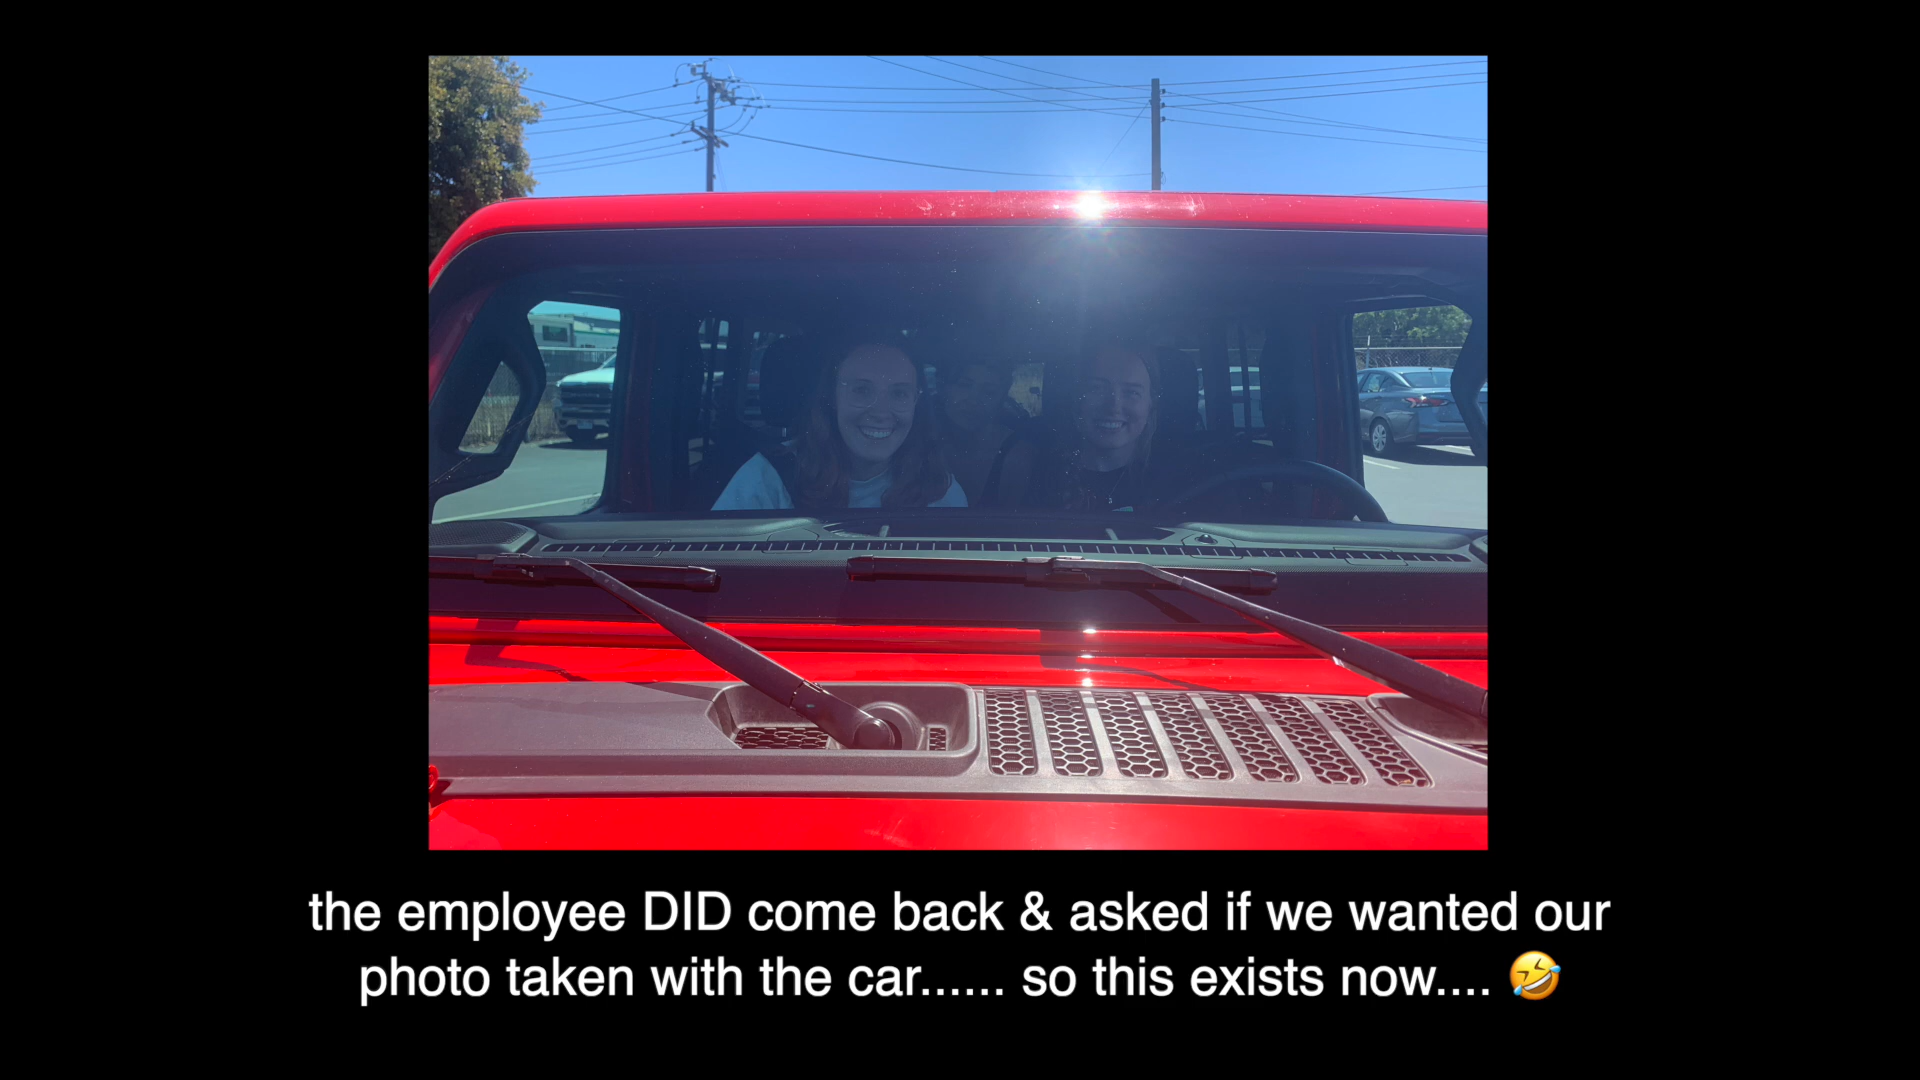 the employee DID come back & asked if we wanted our
photo taken with the car...... so this exists now.... 🤣